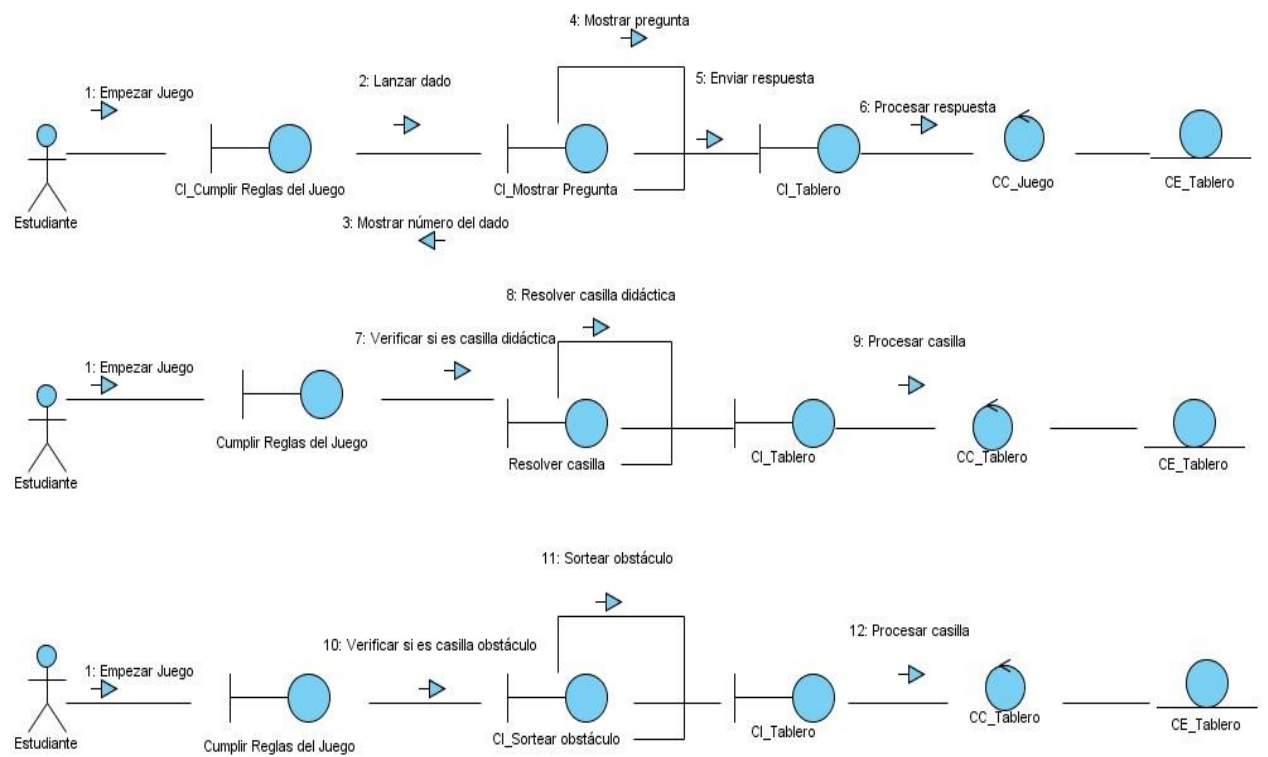 4: Mostrar pregunta
1: Empezar Juego
2: Lanzar dado
5: Enviar respuesta
6: Procesar respuesta
Estudiante
CI_Cumplir Reglas del Juego
CI_Mostrar Pregunta
CI_Tablero
CC_Juego
CE_Tablero
3: Mostrar número del dado
8: Resolver casilla didáctica
7: Verificar si es casilla didáctica
9: Procesar casilla
1: Empezar Juego
Estudiante
Cumplir Reglas del Juego
Resolver casilla
CI_Tablero
CC_Tablero
CE_Tablero
11: Sortear obstáculo
10: Verificar si es casilla obstáculo
12: Procesar casilla
1: Empezar Juego
Estudiante
Cumplir Reglas del Juego
CI_Sortear obstáculo
CI_Tablero
CC_Tablero
CE_Tablero